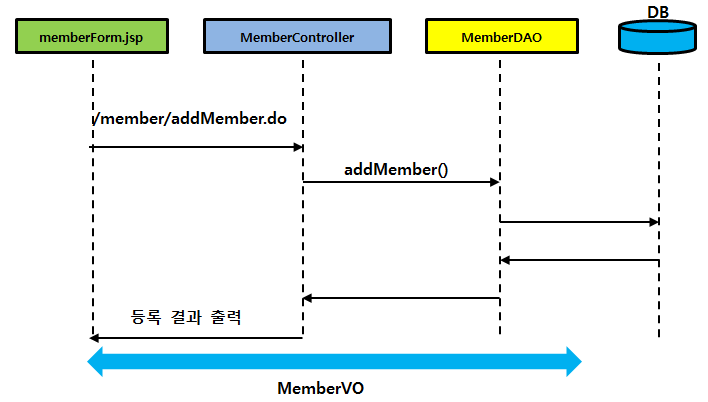 DB
memberForm.jsp
MemberController
MemberDAO
/member/addMember.do
addMember()
등록 결과 출력
MemberVO